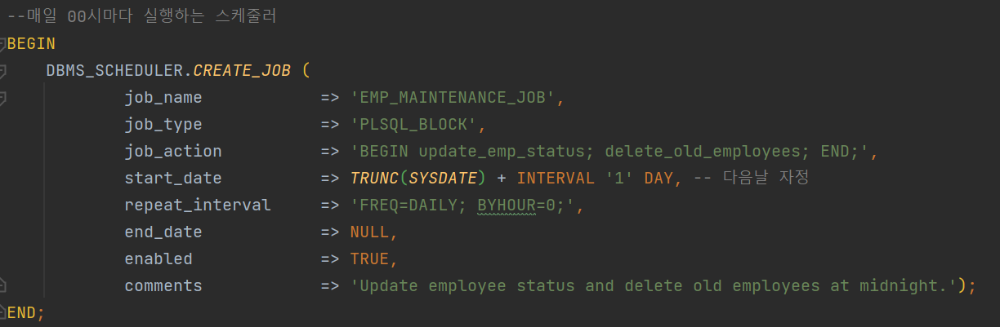 --매일 00시마다 실행하는 스케줄러
BEGIN
    DBMS_SCHEDULER.CREATE_JOB (
            job_name            => 'EMP_MAINTENANCE_JOB',
            job_type            => 'PLSQL_BLOCK',
            job_action          => 'BEGIN update_emp_status; delete_old_employees; END;',
            start_date          => TRUNC(SYSDATE) + INTERVAL '1' DAY, -- 다음날 자정
            repeat_interval     => 'FREQ=DAILY; BYHOUR=0;',
            end_date            => NULL,
            enabled             => TRUE,
            comments            => 'Update employee status and delete old employees at midnight.');
END;